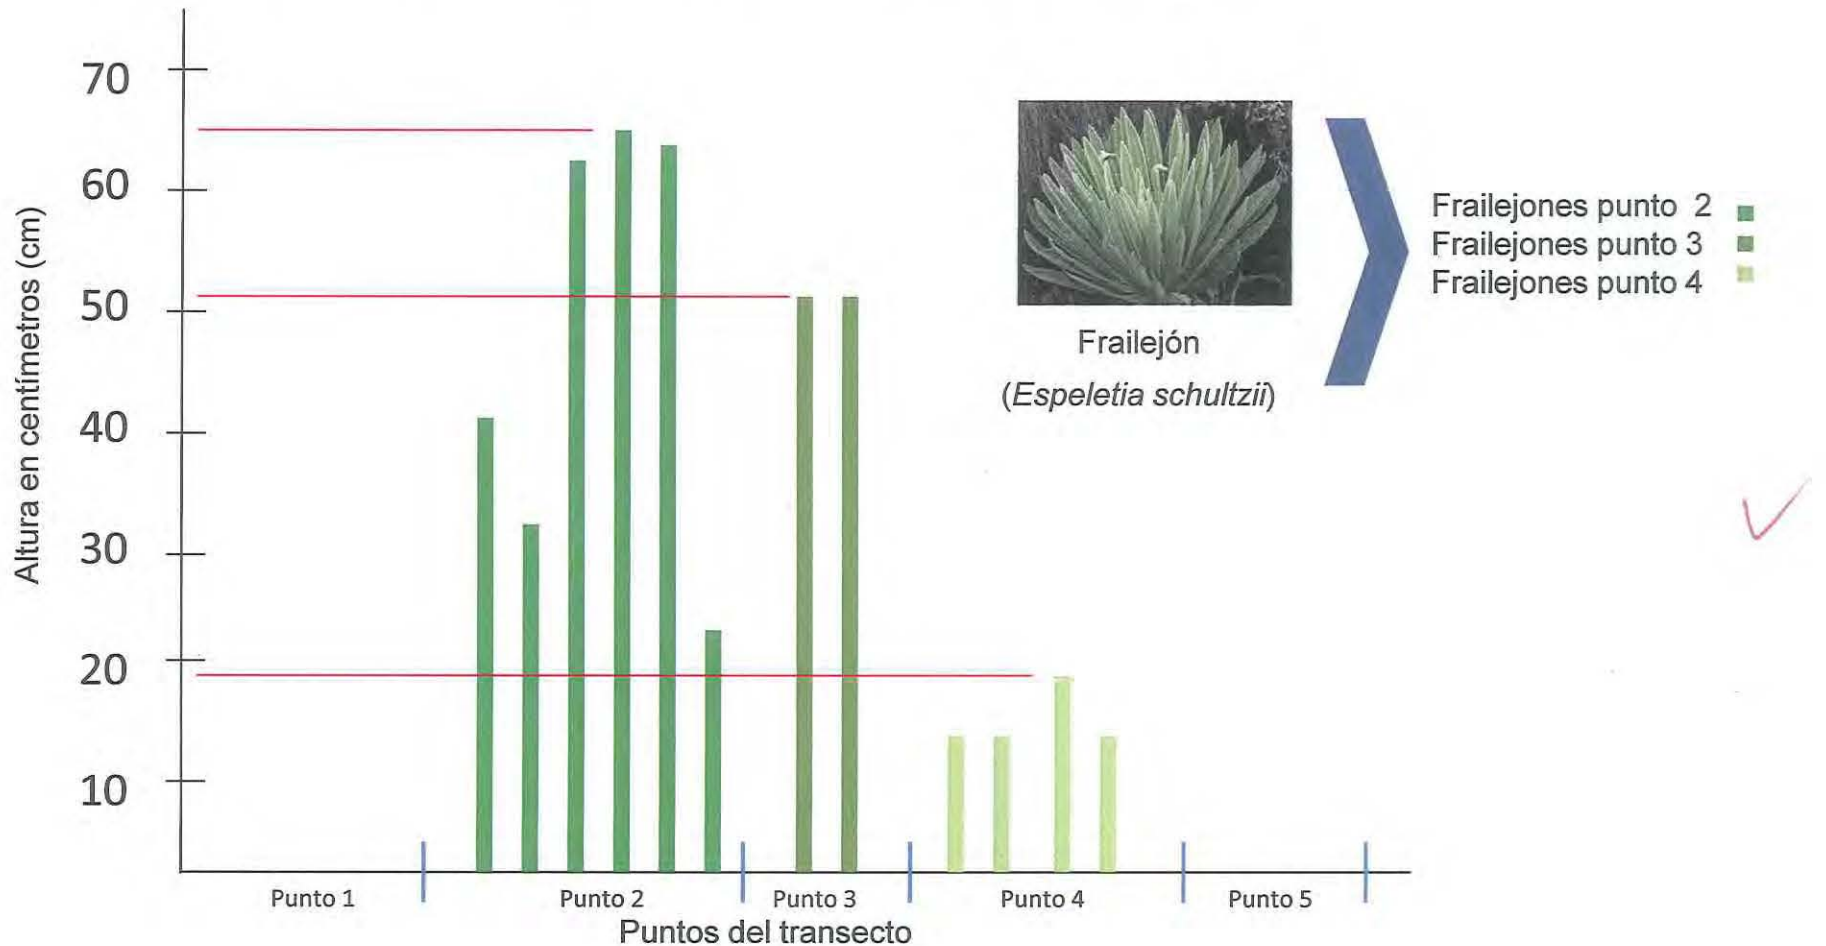 Altura en centímetros (cm)
70
60
50
40
30
20
10
Punto 1
Punto 2
Punto 3
Punto 4
Punto 5
Puntos del transecto
Frailejón
(Espeletia schultzii)
Frailejones punto 2
Frailejones punto 3
Frailejones punto 4